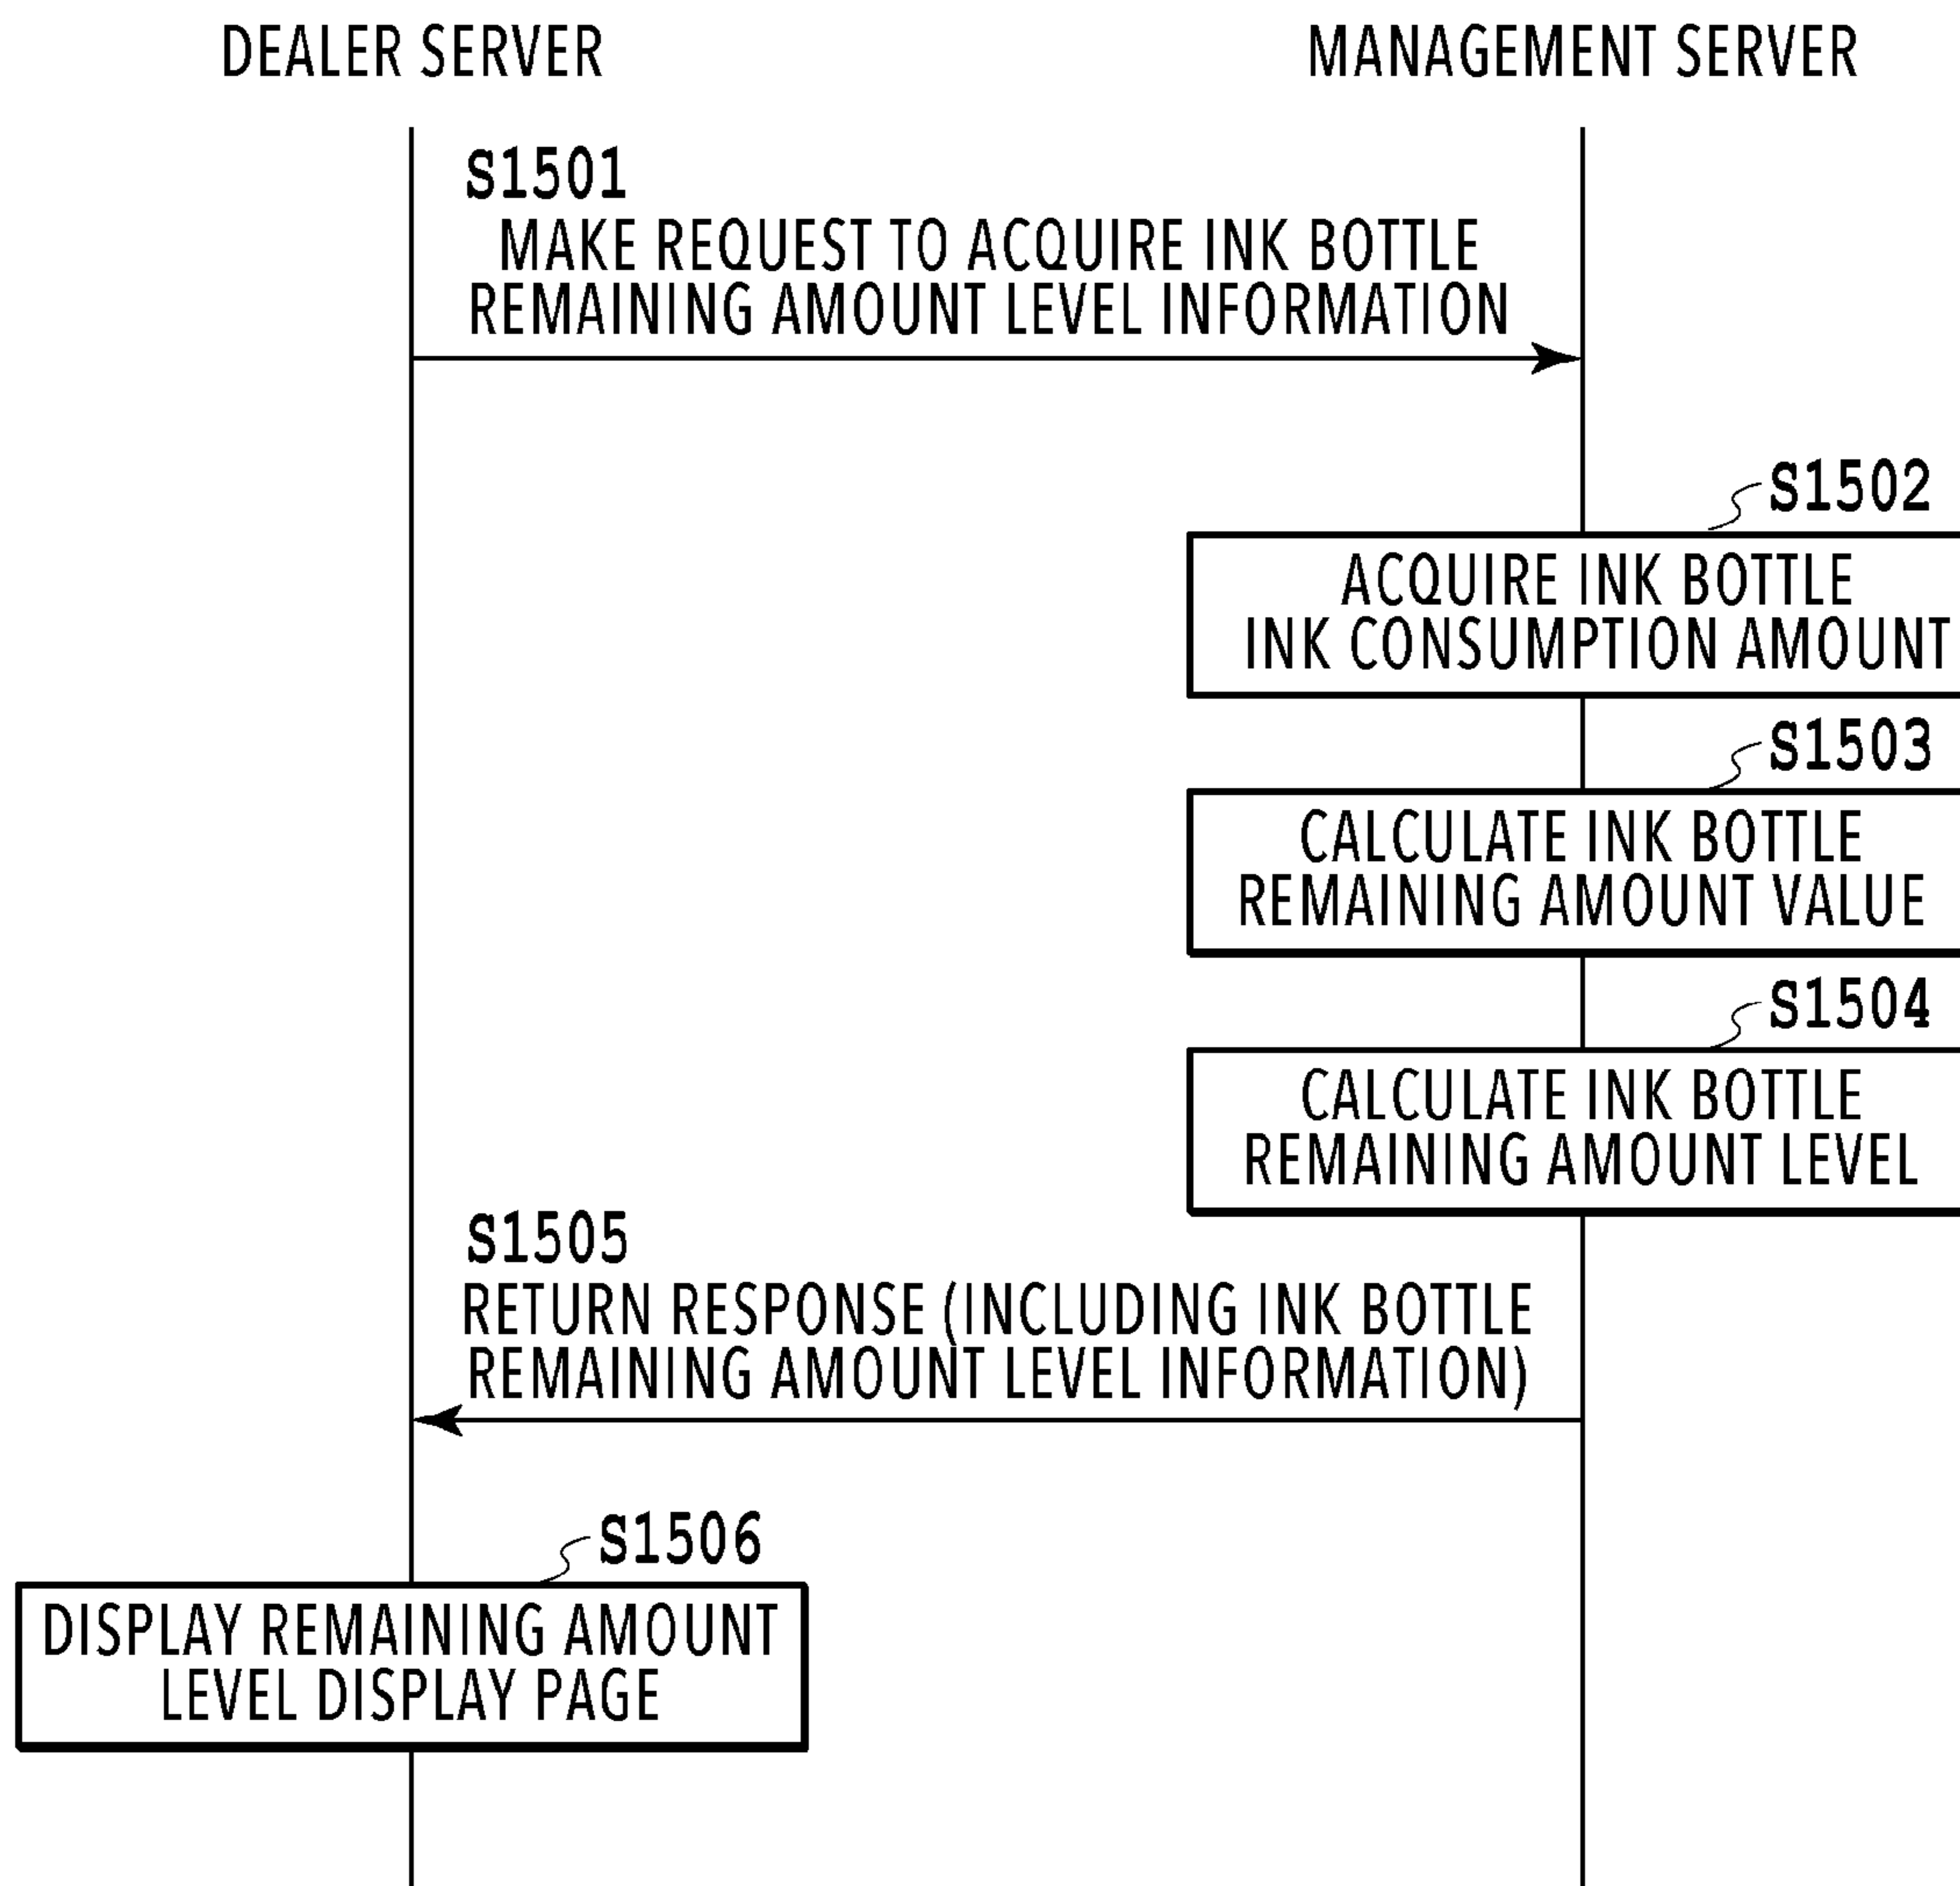 DEALER SERVER
MANAGEMENT SERVER
S1501
MAKE REQUEST TO ACQUIRE INK BOTTLE
REMAINING AMOUNT LEVEL INFORMATION
S1502
ACQUIRE INK BOTTLE
INK CONSUMPTION AMOUNT
S1503
CALCULATE INK BOTTLE
REMAINING AMOUNT VALUE
S1504
CALCULATE INK BOTTLE
REMAINING AMOUNT LEVEL
S1505
RETURN RESPONSE (INCLUDING INK BOTTLE
REMAINING AMOUNT LEVEL INFORMATION)
S1506
DISPLAY REMAINING AMOUNT
LEVEL DISPLAY PAGE